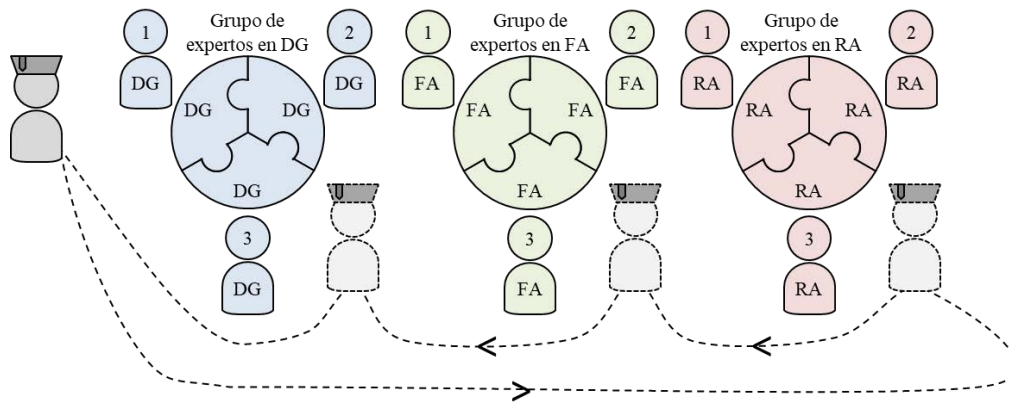 Grupo de
expertos en DG
1
DG
2
DG
DG
DG
DG
3
DG
Grupo de
expertos en FA
1
FA
2
FA
FA
FA
FA
3
FA
Grupo de
expertos en RA
1
RA
2
RA
RA
RA
RA
3
RA